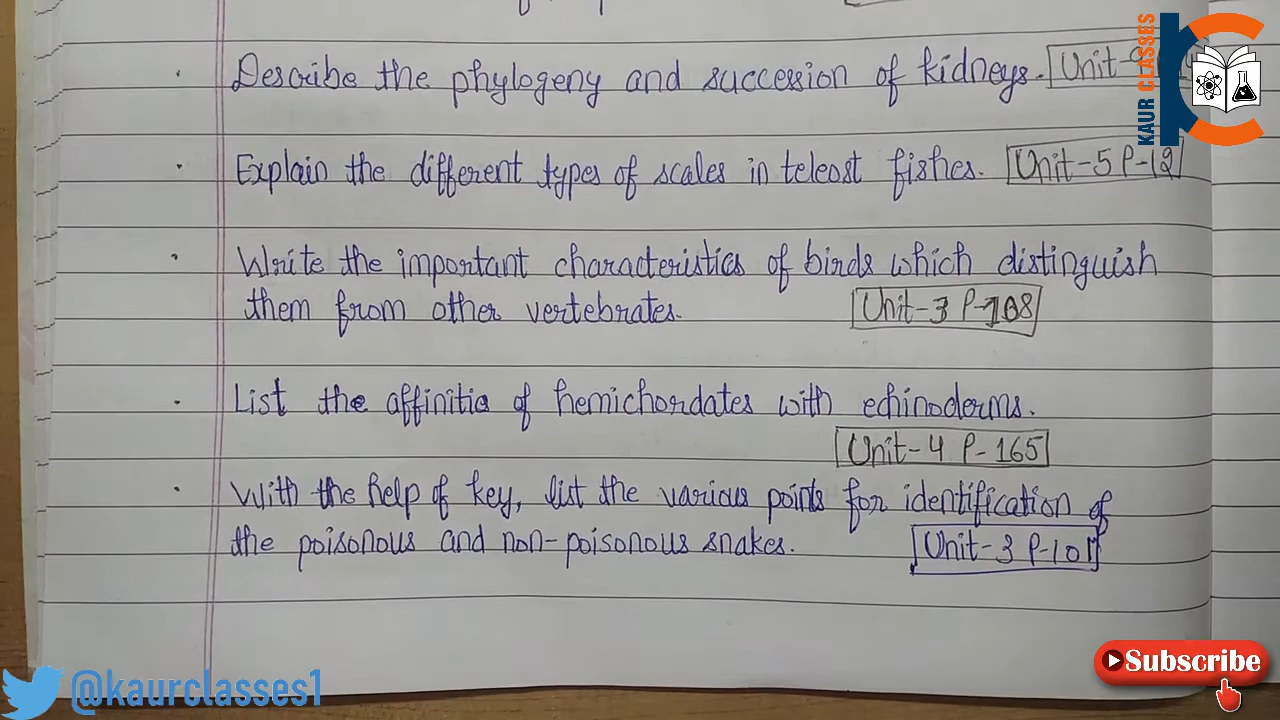 Describe the phylogeny and succession of kidneys. Unit-
KAUR CLASSES
Explain the different types of scales in teleost fishes. Unit-5 P-12
Write the important characteristics of birds which distinguish
them from other vertebrates. Unit-3 P-108
List the affinitie of hemichordates with echinoderms.
Unit-4 P-165
With the help of key, list the various points for identification of
the poisonous and non-poisonous snakes. Unit-3 P-101
Subscribe
@kaurclasses1